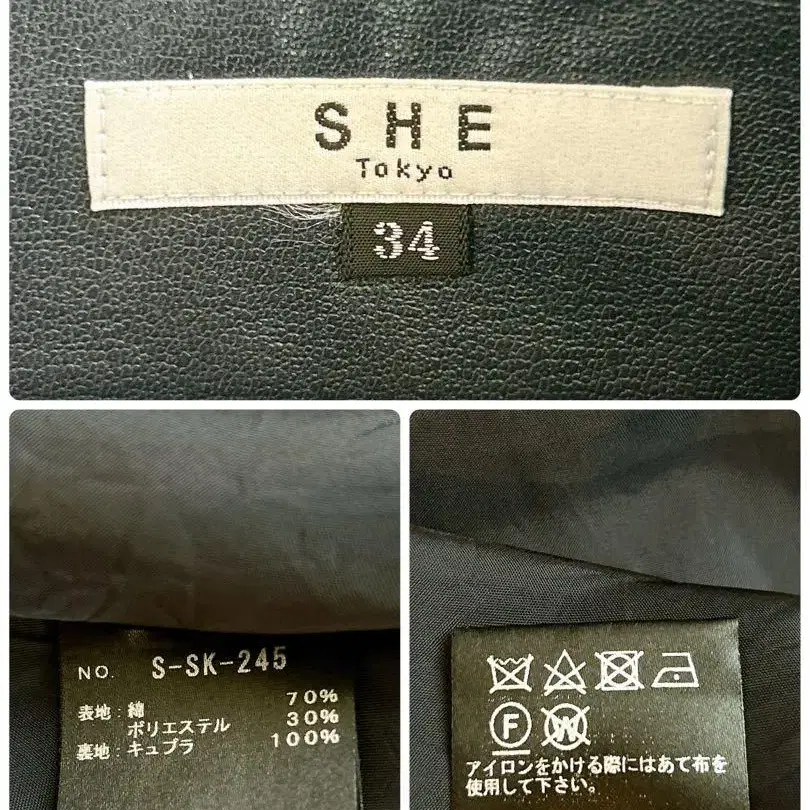 SHE
Tokyo
34
NO. S-SK-245
表地:綿 70%
ポリエステル 30%
裏地:キュプラ 100%
F W
アイロンをかける際にはあて布を
使用して下さい。